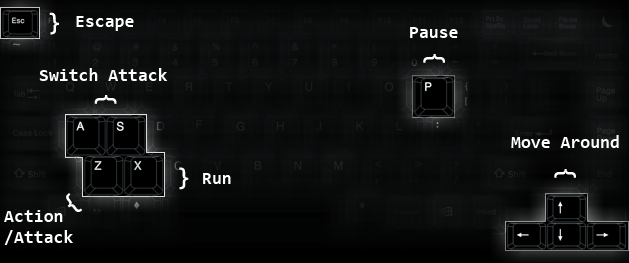 Esc } Escape
Pause
P
Switch Attack
A S
Z X
} Run
Action
/Attack
Move Around
↑
← ↓ →